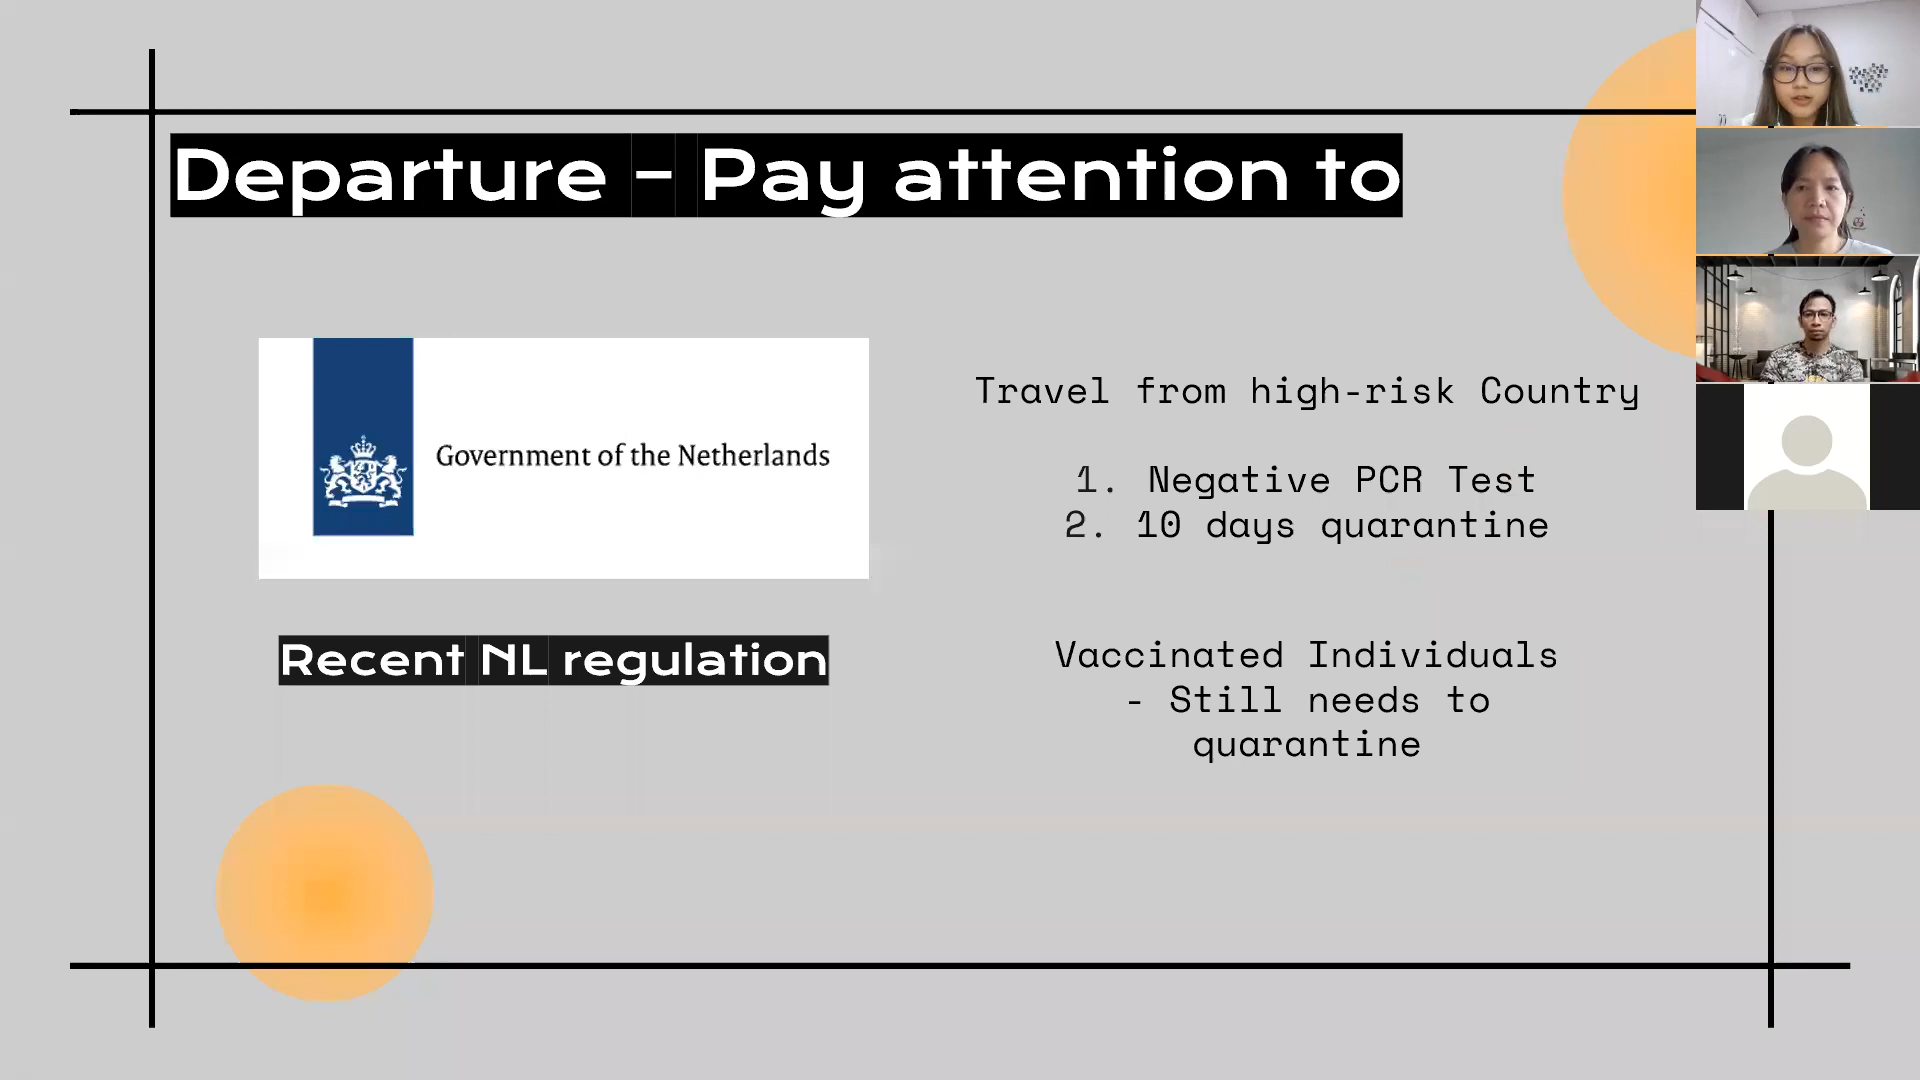 Departure - Pay attention to
Government of the Netherlands
Recent NL regulation
Travel from high-risk Country
1. Negative PCR Test
2. 10 days quarantine
Vaccinated Individuals
- Still needs to
quarantine